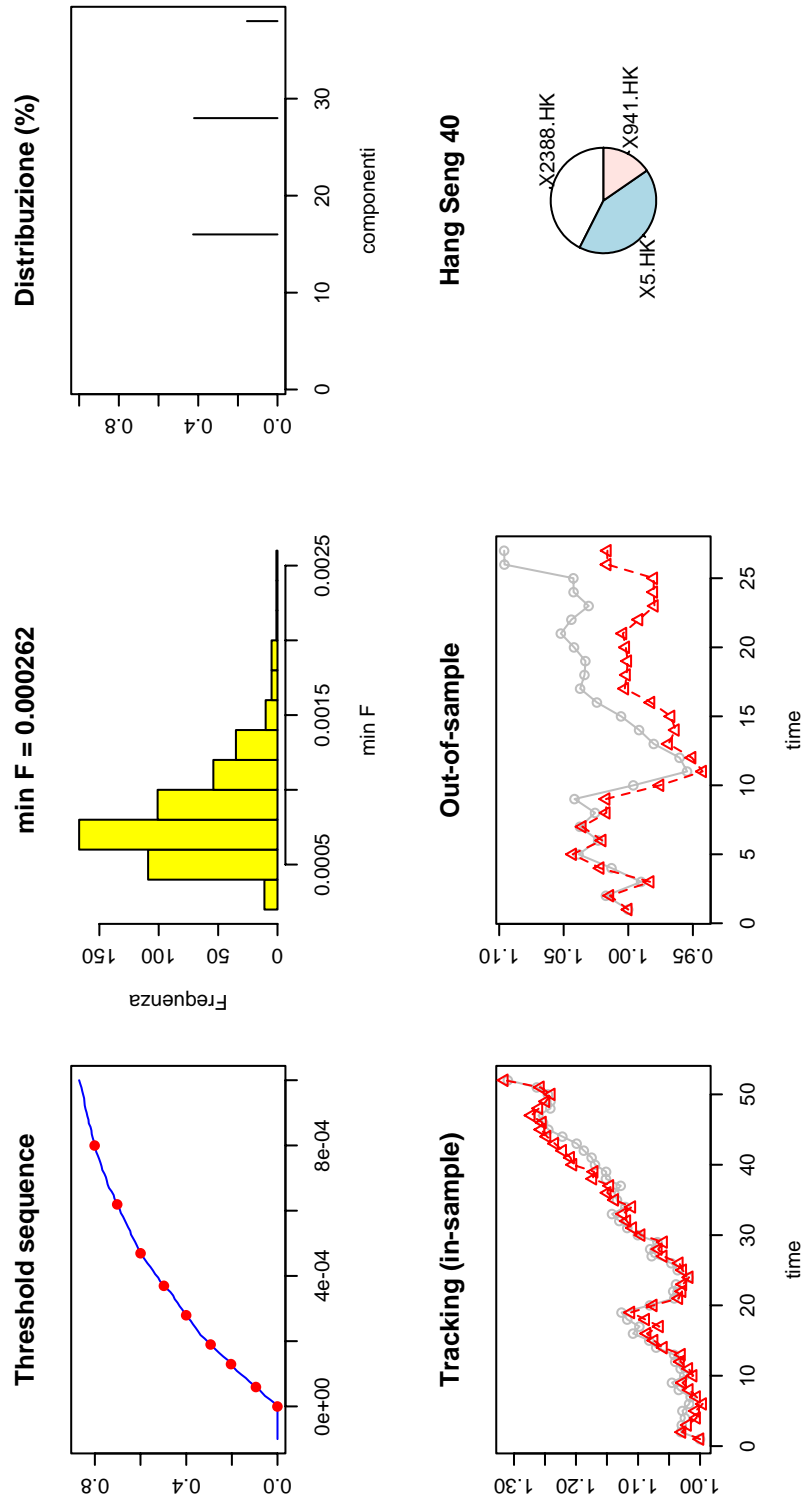 Threshold sequence
0.0 0.4 0.8
0e+00 4e-04 8e-04
min F = 0.000262
Frequenza
0 50 100 150
0.0005 0.0015 0.0025
min F
Distribuzione (%)
0.0 0.4 0.8
0 10 20 30
componenti
Tracking (in-sample)
1.00 1.10 1.20 1.30
0 10 20 30 40 50
time
Out-of-sample
0.95 1.00 1.05 1.10
0 5 10 15 20 25
time
Hang Seng 40
X2388.HK
X5.HK
X941.HK